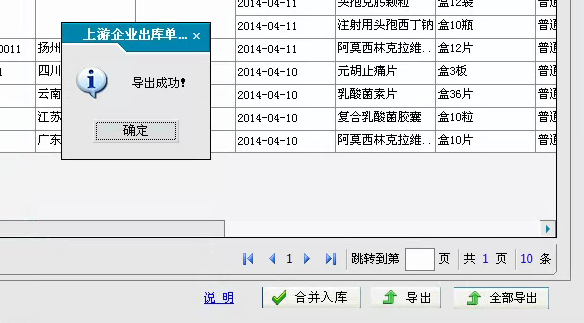 2014-04-10 头孢克肟颗粒 盒12袋 普通
2014-04-11 注射用头孢西丁钠 盒10瓶 普通
0011 扬州 2014-04-11 阿莫西林克拉维.. 盒12片 普通
四川 2014-04-10 元胡止痛片 盒3板 普通
云南 2014-04-10 乳酸菌素片 盒36片 普通
江苏 2014-04-10 复合乳酸菌胶囊 盒10粒 普通
广东 2014-04-10 阿莫西林克拉维.. 盒10片 普通
上游企业出库单... ×
导出成功!
确定
1 跳转到第 页 共 1 页 10 条
说 明 合并入库 导出 全部导出